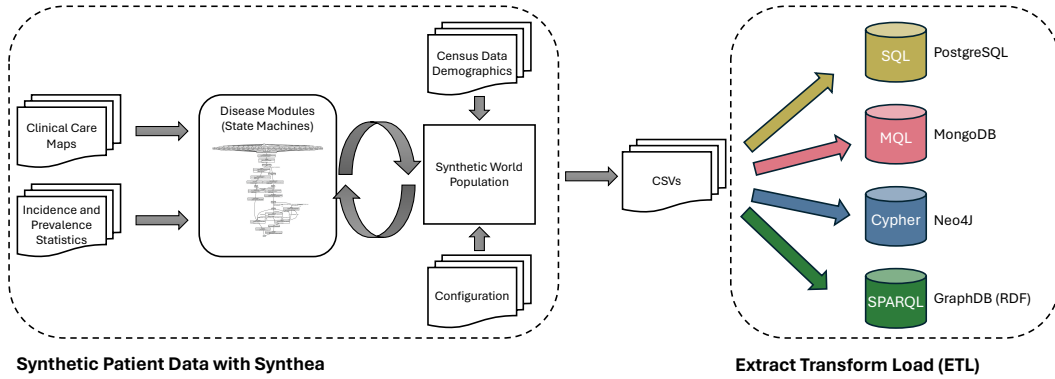 Clinical Care
Maps
Incidence and
Prevalence
Statistics
Disease Modules
(State Machines)
Census Data
Demographics
Synthetic World
Population
Configuration
Synthetic Patient Data with Synthea
CSVs
SQL
PostgreSQL
MQL
MongoDB
Cypher
Neo4J
SPARQL
GraphDB (RDF)
Extract Transform Load (ETL)